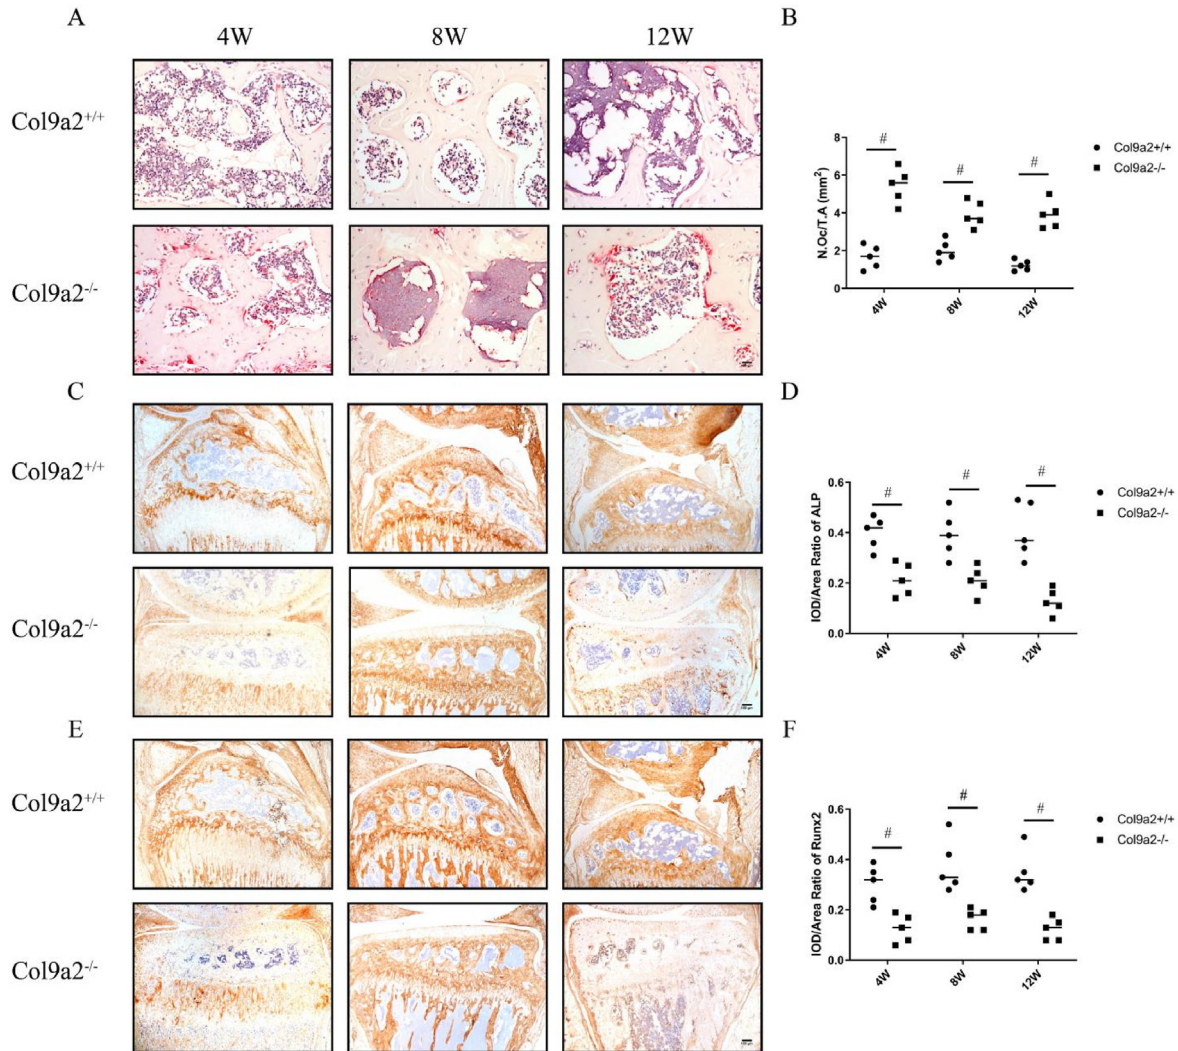 A
B
4W 8W 12W
Col9a2+/+
Col9a2-/-
N.Oc/T.A (mm²)
8
6
4
2
0
# # #
4W 8W 12W
Col9a2+/+
Col9a2-/-
C
D
Col9a2+/+
Col9a2-/-
IOD/Area Ratio of ALP
0.6
0.4
0.2
0.0
# # #
4W 8W 12W
Col9a2+/+
Col9a2-/-
E
F
Col9a2+/+
Col9a2-/-
IOD/Area Ratio of Runx2
0.6
0.4
0.2
0.0
# # #
4W 8W 12W
Col9a2+/+
Col9a2-/-